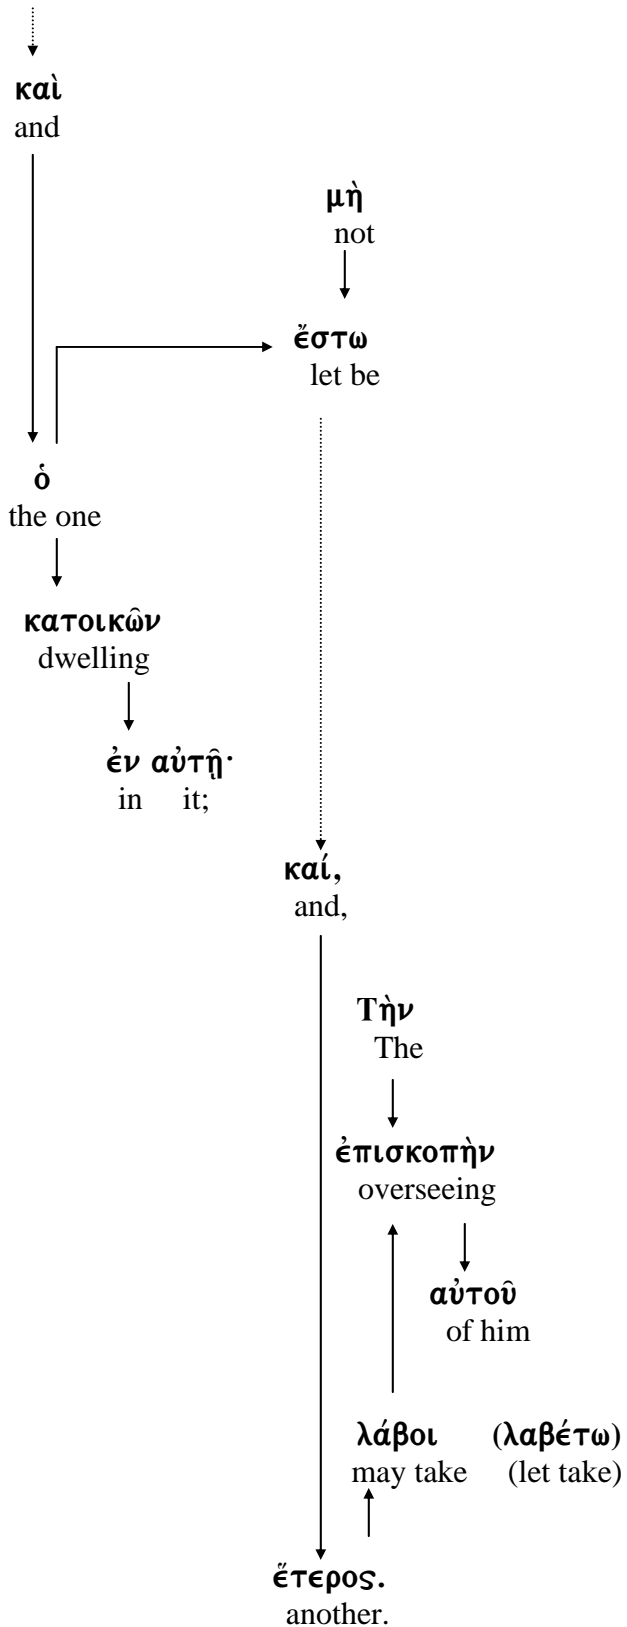 καὶ
and
μὴ
not
ἔστω
let be
ὁ
the one
κατοικῶν
dwelling
ἐν αὐτῇ·
in it;
καί,
and,
Τὴν
The
ἐπισκοπὴν
overseeing
αὐτοῦ
of him
λάβοι (λαβέτω)
may take (let take)
ἕτερος.
another.